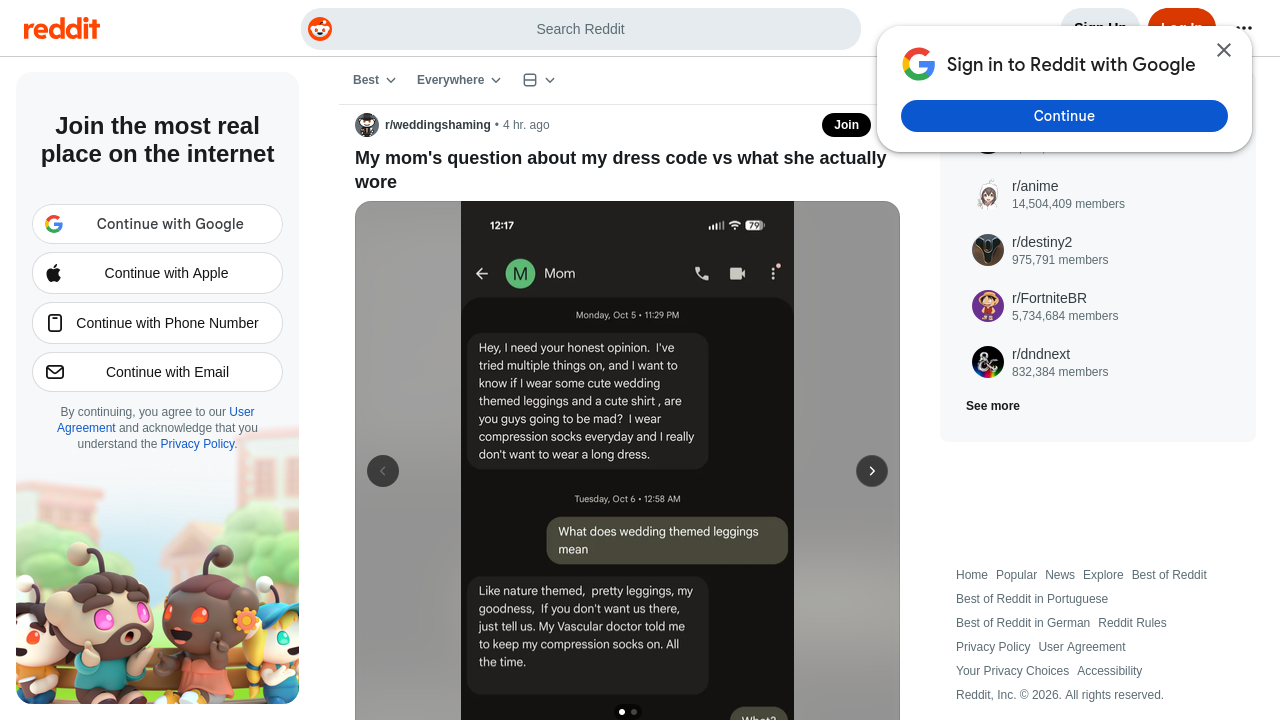 reddit
Search Reddit
Sign Up
Log In
Sign in to Reddit with Google
Continue
Join the most real
place on the internet
Continue with Google
Continue with Apple
Continue with Phone Number
Continue with Email
By continuing, you agree to our User
Agreement and acknowledge that you
understand the Privacy Policy.
Best
Everywhere
r/weddingshaming • 4 hr. ago
Join
My mom's question about my dress code vs what she actually
wore
12:17
79
M Mom
Monday, Oct 5 • 11:29 PM
Hey, I need your honest opinion. I've
tried multiple things on, and I want to
know if I wear some cute wedding
themed leggings and a cute shirt , are
you guys going to be mad? I wear
compression socks everyday and I really
don't want to wear a long dress.
Tuesday, Oct 6 • 12:58 AM
What does wedding themed leggings
mean
Like nature themed, pretty leggings, my
goodness, If you don't want us there,
just tell us. My Vascular doctor told me
to keep my compression socks on. All
the time.
What?
r/anime
14,504,409 members
r/destiny2
975,791 members
r/FortniteBR
5,734,684 members
r/dndnext
832,384 members
See more
Home Popular News Explore Best of Reddit
Best of Reddit in Portuguese
Best of Reddit in German Reddit Rules
Privacy Policy User Agreement
Your Privacy Choices Accessibility
Reddit, Inc. © 2026. All rights reserved.